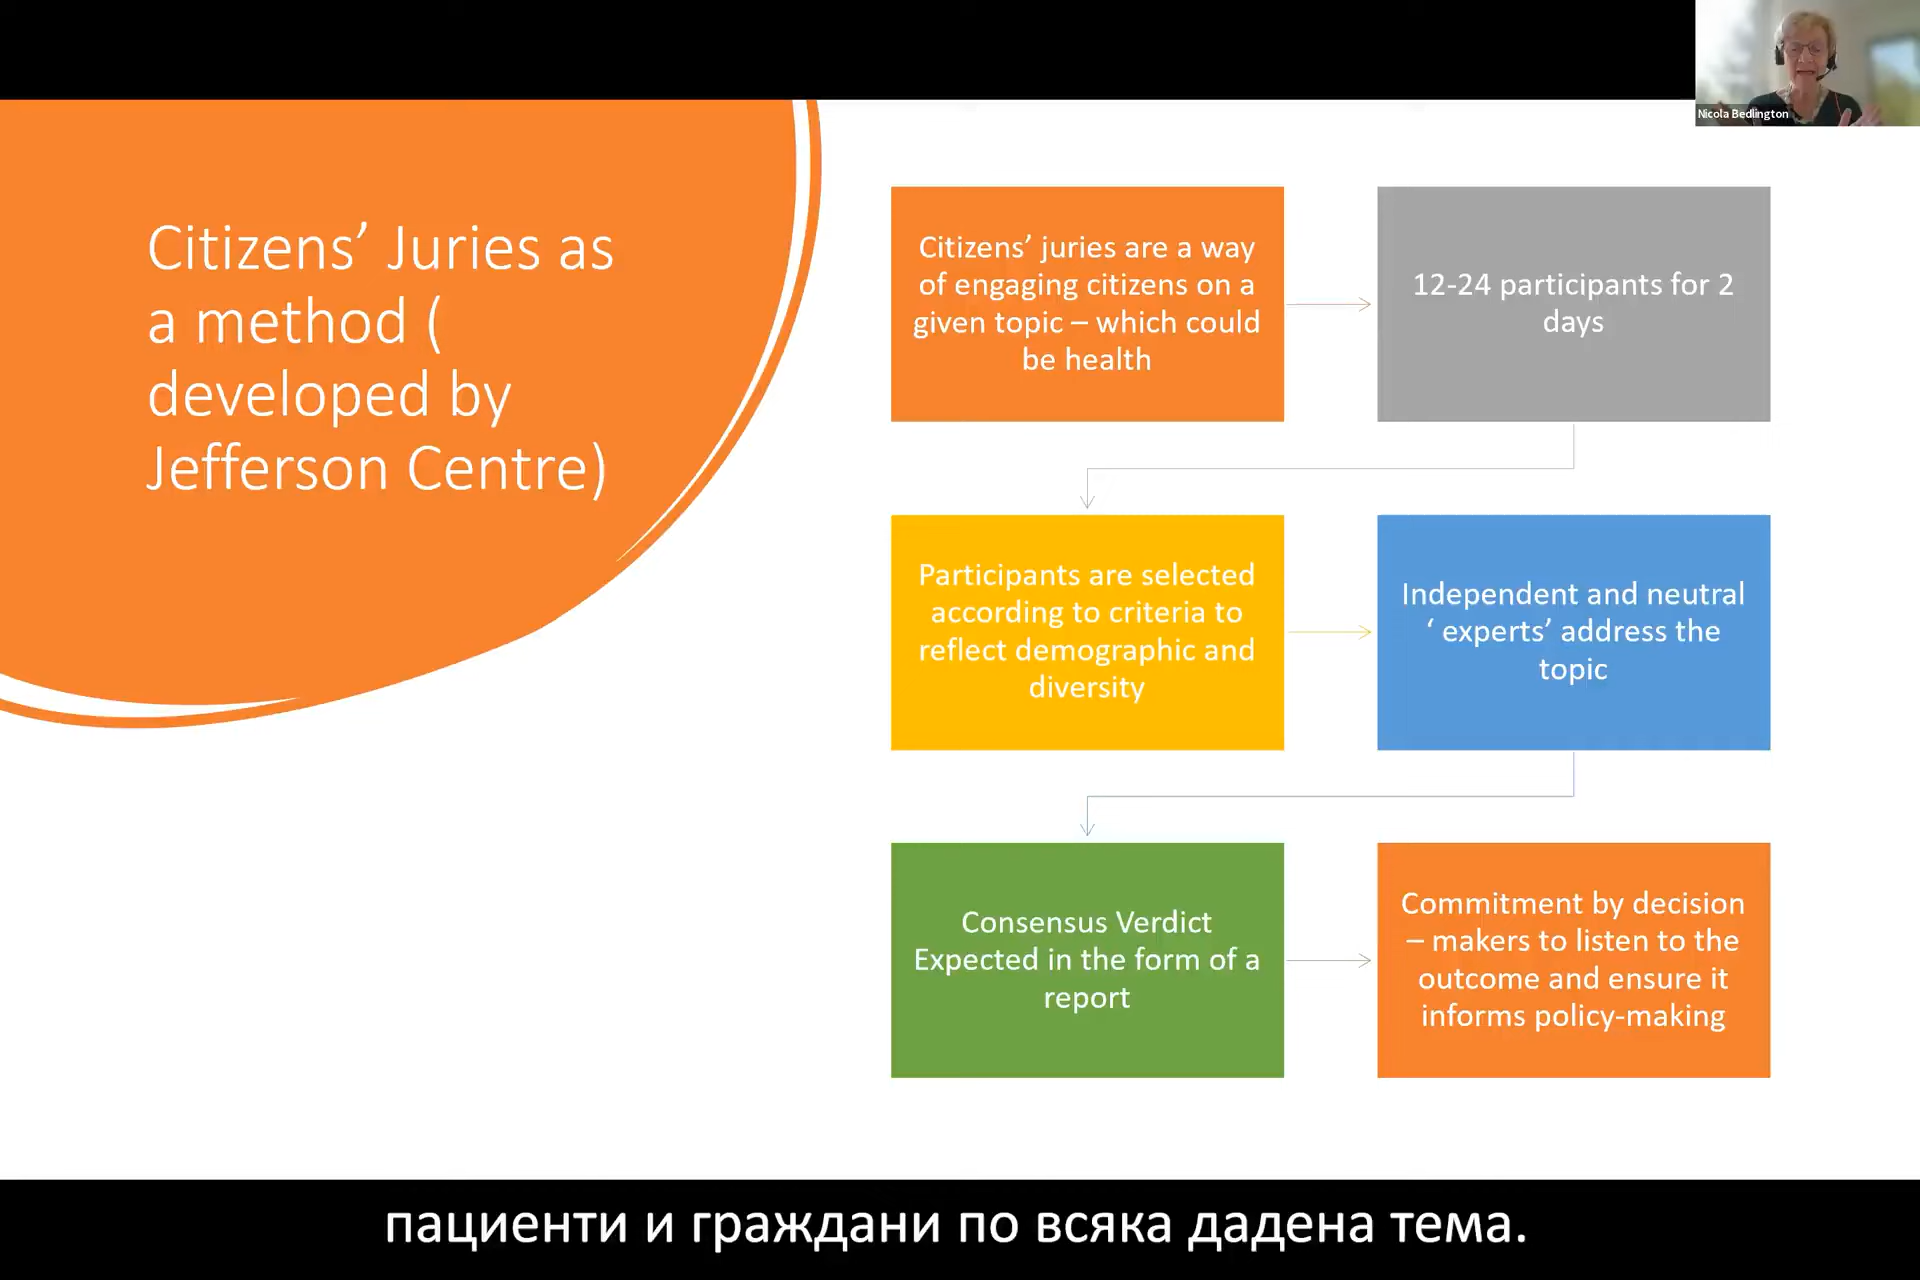 Nicola Bedlington
Citizens’ Juries as
a method (
developed by
Jefferson Centre)
Citizens’ juries are a way
of engaging citizens on a
given topic – which could
be health
12-24 participants for 2
days
Participants are selected
according to criteria to
reflect demographic and
diversity
Independent and neutral
‘ experts’ address the
topic
Consensus Verdict
Expected in the form of a
report
Commitment by decision
– makers to listen to the
outcome and ensure it
informs policy-making
пациенти и граждани по всяка дадена тема.